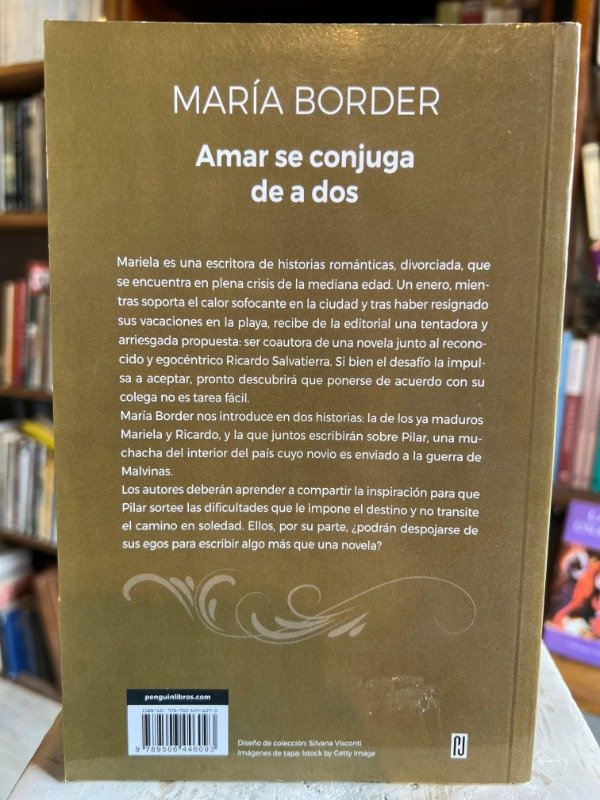 MARÍA BORDER
Amar se conjuga
de a dos
Mariela es una escritora de historias románticas, divorciada, que
se encuentra en plena crisis de la mediana edad. Un enero, mien-
tras soporta el calor sofocante en la ciudad y tras haber resignado
sus vacaciones en la playa, recibe de la editorial una tentadora y
arriesgada propuesta: ser coautora de una novela junto al recono-
cido y egocéntrico Ricardo Salvatierra. Si bien el desafío la impul-
sa a aceptar, pronto descubrirá que ponerse de acuerdo con su
colega no es tarea fácil.
María Border nos introduce en dos historias: la de los ya maduros
Mariela y Ricardo, y la que juntos escribirán sobre Pilar, una mu-
chacha del interior del país cuyo novio es enviado a la guerra de
Malvinas.
Los autores deberán aprender a compartir la inspiración para que
Pilar sortee las dificultades que le impone el destino y no transite
el camino en soledad. Ellos, por su parte, ¿podrán despojarse de
sus egos para escribir algo más que una novela?
penguinlibros.com
9 789506 446093
Diseño de colección: Silvana Visconti
Imágenes de tapa: Istock by Getty Image